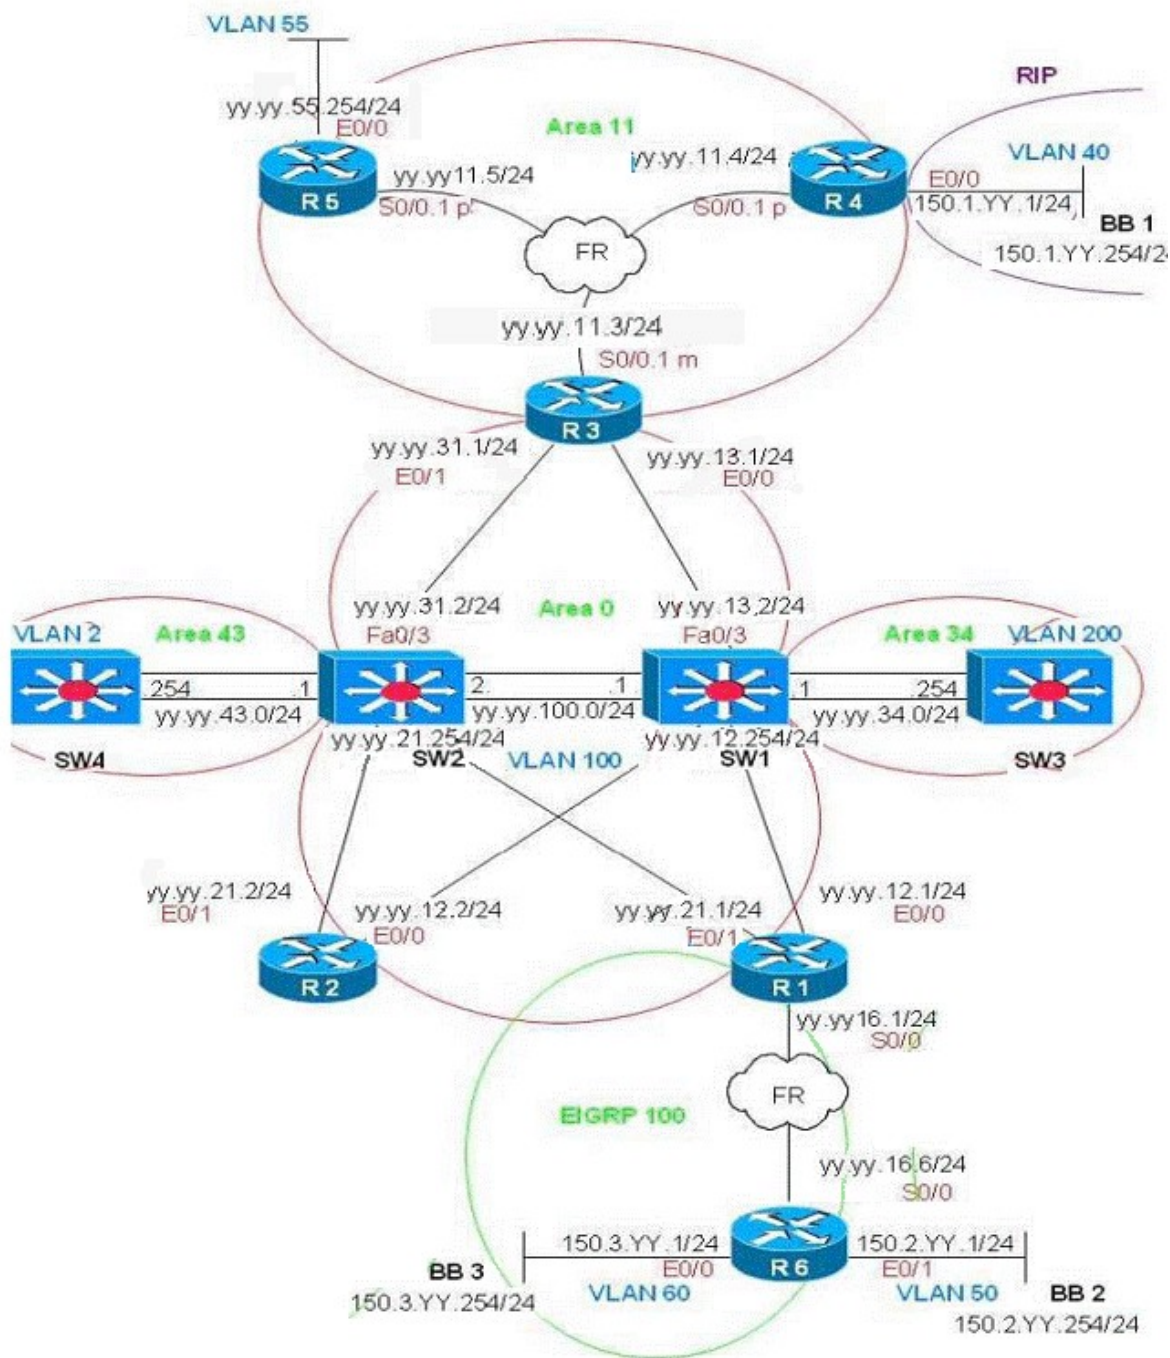 VLAN 55
yy.yy.55.254/24
E0/0
Area 11
RIP
yy.yy11.5/24
yy.yy.11.4/24
VLAN 40
R 5
S0/0.1 p
S0/0.1 p
R 4
E0/0
150.1.YY.1/24
BB 1
FR
150.1.YY.254/24
yy.yy.11.3/24
S0/0.1 m
R 3
yy.yy.31.1/24
E0/1
yy.yy.13.1/24
E0/0
yy.yy.31.2/24
Area 0
yy.yy.13.2/24
VLAN 2
Area 43
Fa0/3
Fa0/3
Area 34
VLAN 200
.254
.1
2.
.1
.1
.254
yy.yy.43.0/24
yy.yy.100.0/24
yy.yy.34.0/24
yy.yy.21.254/24
yy.yy.12.254/24
SW4
SW2
VLAN 100
SW1
SW3
yy.yy.21.2/24
E0/1
yy.yy.12.2/24
E0/0
yy.yy.21.1/24
E0/1
yy.yy.12.1/24
E0/0
R 2
R 1
yy.yy16.1/24
S0/0
FR
EIGRP 100
yy.yy.16.6/24
S0/0
150.3.YY.1/24
E0/0
R 6
150.2.YY.1/24
E0/1
BB 3
150.3.YY.254/24
VLAN 60
VLAN 50
BB 2
150.2.YY.254/24